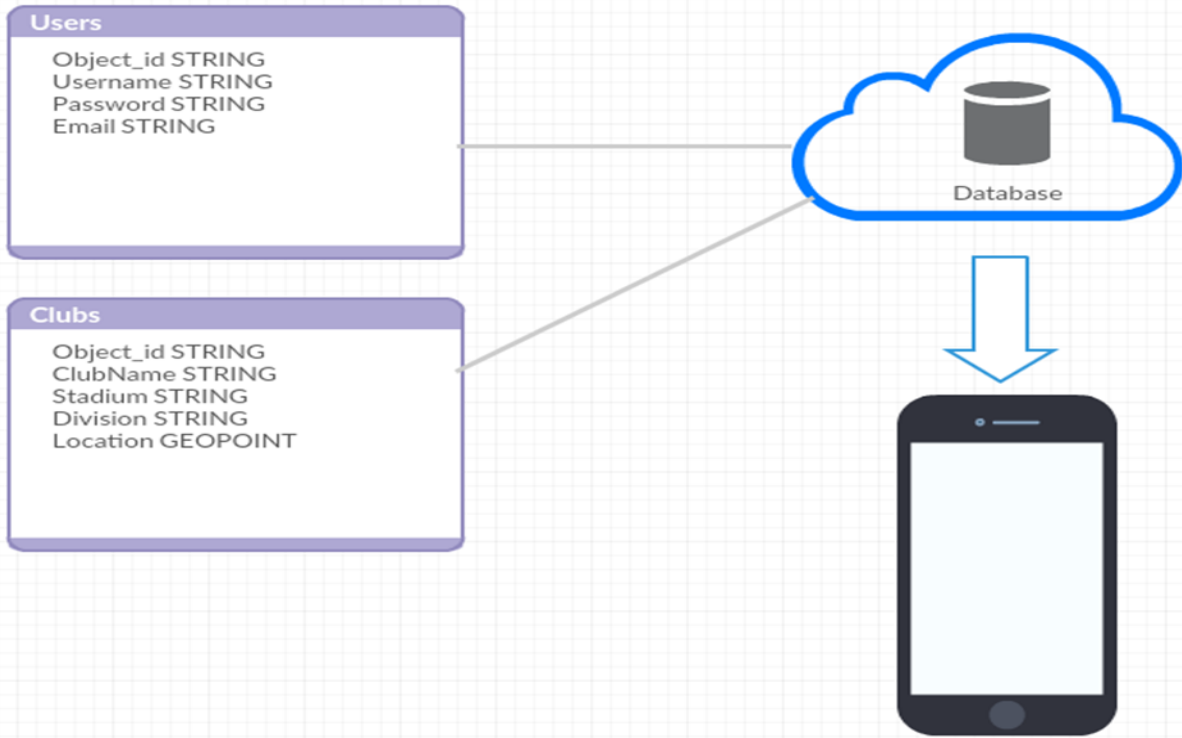 Users
Object_id STRING
Username STRING
Password STRING
Email STRING
Clubs
Object_id STRING
ClubName STRING
Stadium STRING
Division STRING
Location GEOPOINT
Database